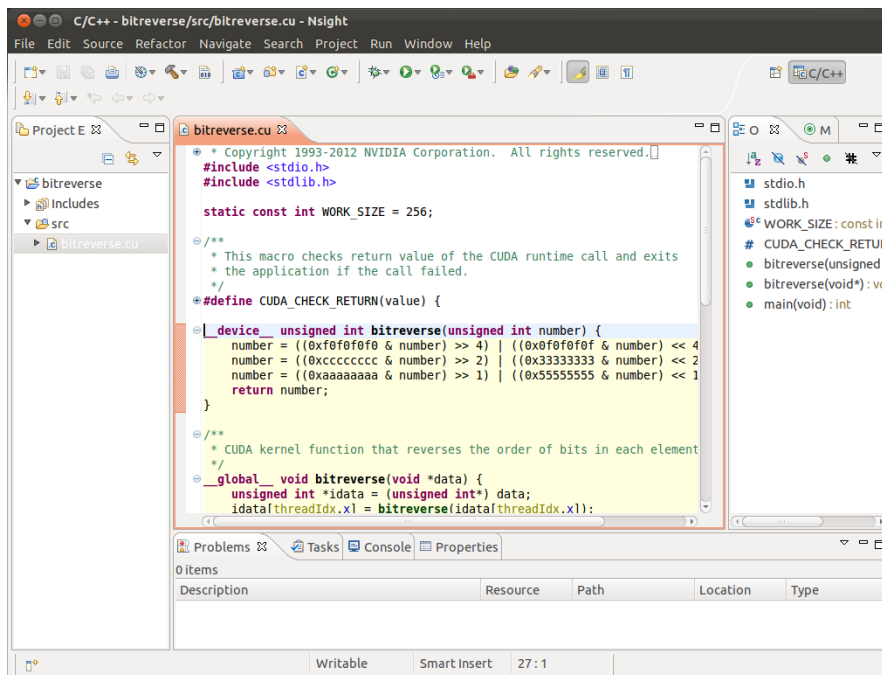 C/C++ - bitreverse/src/bitreverse.cu - Nsight
File Edit Source Refactor Navigate Search Project Run Window Help
C/C++
Project E
bitreverse
Includes
src
bitreverse.cu
bitreverse.cu
* Copyright 1993-2012 NVIDIA Corporation.  All rights reserved.
#include <stdio.h>
#include <stdlib.h>
static const int WORK_SIZE = 256;
/**
* This macro checks return value of the CUDA runtime call and exits
* the application if the call failed.
*/
#define CUDA_CHECK_RETURN(value) {
__device__ unsigned int bitreverse(unsigned int number) {
number = ((0xf0f0f0f0 & number) >> 4) | ((0x0f0f0f0f & number) << 4
number = ((0xcccccccc & number) >> 2) | ((0x33333333 & number) << 2
number = ((0xaaaaaaaa & number) >> 1) | ((0x55555555 & number) << 1
return number;
}
/**
* CUDA kernel function that reverses the order of bits in each element
*/
__global__ void bitreverse(void *data) {
unsigned int *idata = (unsigned int*) data;
idata[threadIdx.x] = bitreverse(idata[threadIdx.x]);
O
M
stdio.h
stdlib.h
WORK_SIZE : const in
CUDA_CHECK_RETU
bitreverse(unsigned
bitreverse(void*) : vo
main(void) : int
Problems Tasks Console Properties
0 items
Description Resource Path Location Type
Writable Smart Insert 27 : 1